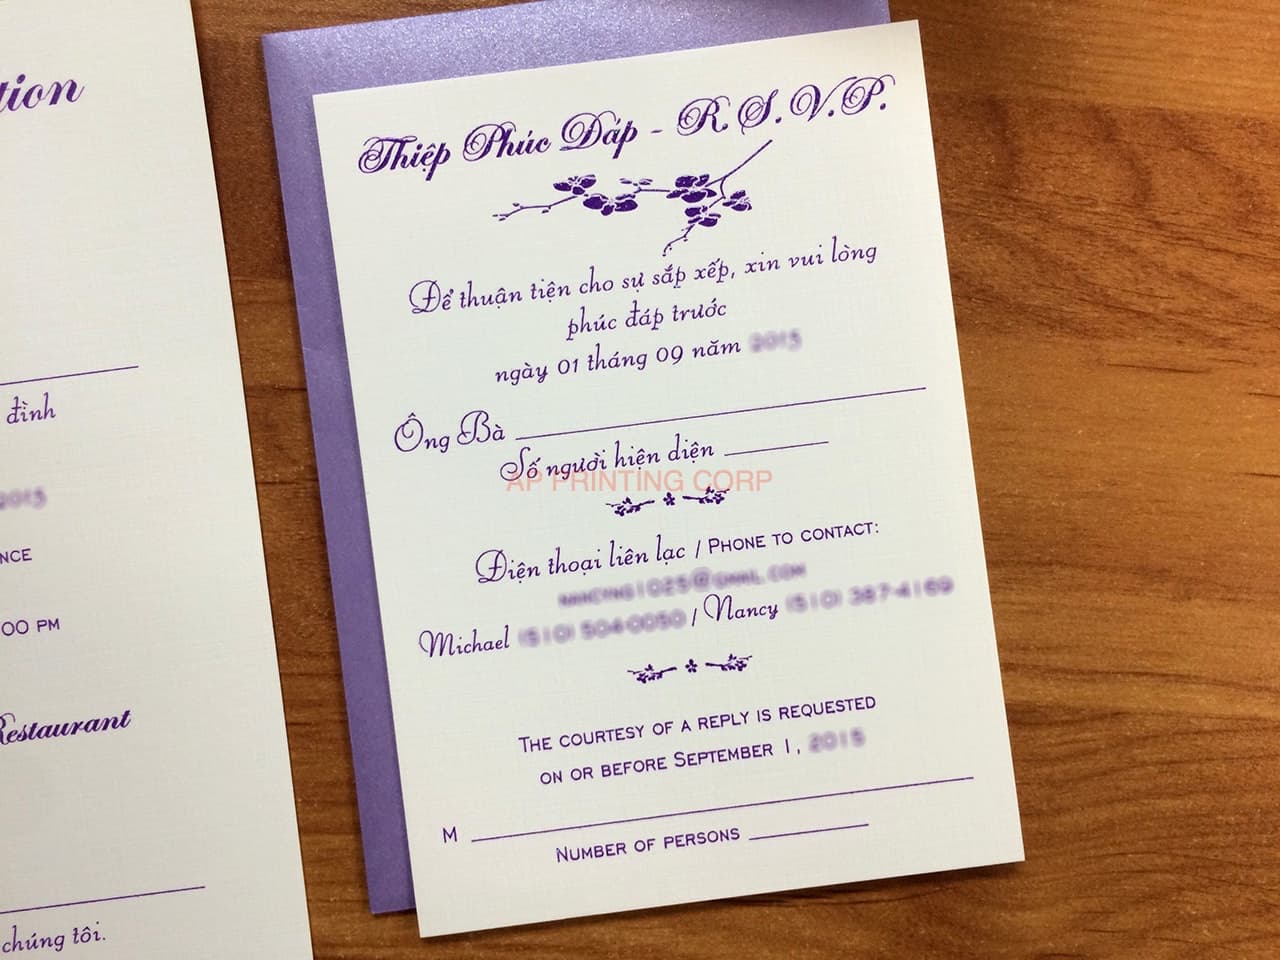 tion
đình
NCE
00 PM
Restaurant
chúng tôi.
Thiệp Phúc Đáp - R.S.V.P.
Để thuận tiện cho sự sắp xếp, xin vui lòng
phúc đáp trước
ngày 01 tháng 09 năm
Ông Bà
Số người hiện diện
AP PRINTING CORP
Điện thoại liên lạc / PHONE TO CONTACT:
Michael / Nancy
THE COURTESY OF A REPLY IS REQUESTED
ON OR BEFORE SEPTEMBER 1,
M
NUMBER OF PERSONS